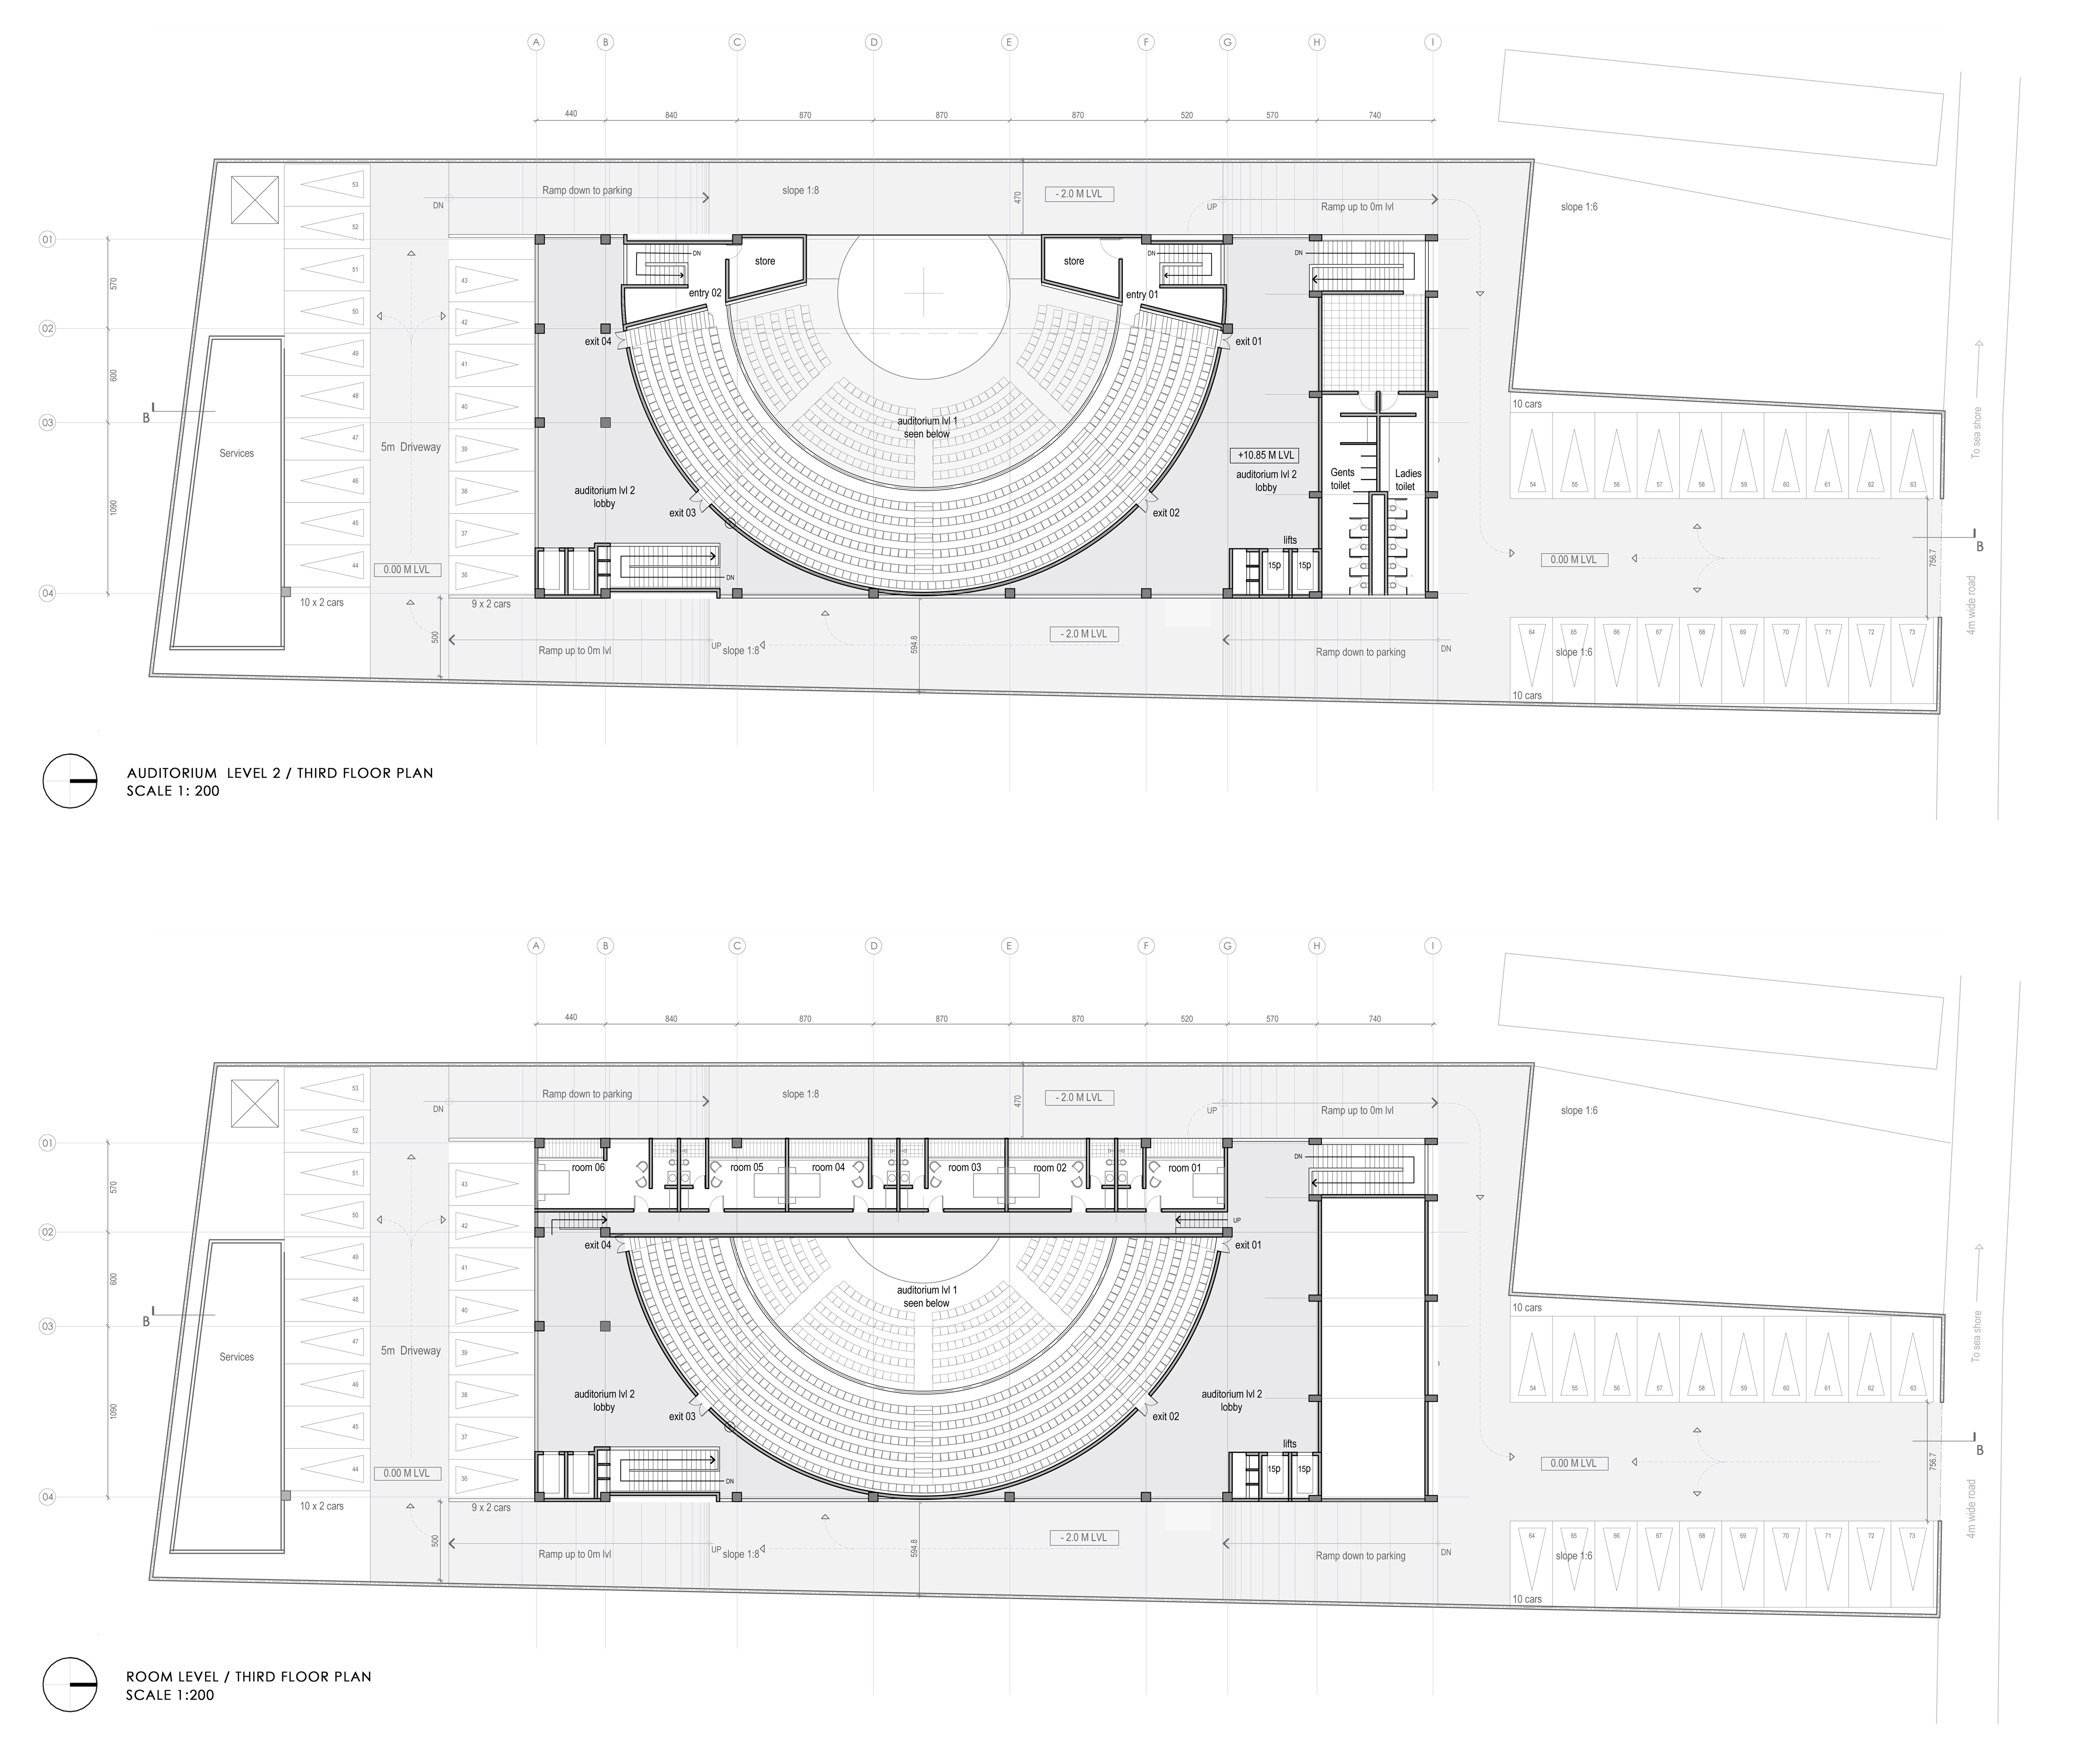 A B C D E F G H I
440 840 870 870 870 520 570 740
53
Ramp down to parking
slope 1:8
470
- 2.0 M LVL
DN
UP
Ramp up to 0m lvl
slope 1:6
52
01
DN
store
store
DN
DN
51
43
entry 02
entry 01
570
50
42
02
exit 04
exit 01
49
41
600
48
40
10 cars
B
03
auditorium lvl 1
seen below
To sea shore
47
5m Driveway
39
Services
+10.85 M LVL
auditorium lvl 2
lobby
Gents
toilet
Ladies
toilet
46
38
54 55 56 57 58 59 60 61 62 63
auditorium lvl 2
lobby
1090
exit 03
exit 02
45
37
lifts
B
44
0.00 M LVL
36
15p 15p
0.00 M LVL
756.7
DN
04
10 x 2 cars
9 x 2 cars
4m wide road
500
- 2.0 M LVL
64 65 66 67 68 69 70 71 72 73
594.8
Ramp up to 0m lvl
UP
slope 1:8
Ramp down to parking
DN
slope 1:6
10 cars
AUDITORIUM LEVEL 2 / THIRD FLOOR PLAN
SCALE 1: 200
A B C D E F G H I
440 840 870 870 870 520 570 740
53
Ramp down to parking
slope 1:8
470
- 2.0 M LVL
DN
UP
Ramp up to 0m lvl
slope 1:6
52
01
DN
room 06
room 05
room 04
room 03
room 02
room 01
51
43
570
50
42
UP
02
exit 04
exit 01
49
41
600
48
40
auditorium lvl 1
seen below
10 cars
B
03
To sea shore
47
5m Driveway
39
Services
46
38
54 55 56 57 58 59 60 61 62 63
auditorium lvl 2
lobby
auditorium lvl 2
lobby
1090
exit 03
exit 02
45
37
lifts
B
44
0.00 M LVL
36
15p 15p
0.00 M LVL
756.7
DN
04
10 x 2 cars
9 x 2 cars
4m wide road
500
- 2.0 M LVL
64 65 66 67 68 69 70 71 72 73
594.8
Ramp up to 0m lvl
UP
slope 1:8
Ramp down to parking
DN
slope 1:6
10 cars
ROOM LEVEL / THIRD FLOOR PLAN
SCALE 1:200